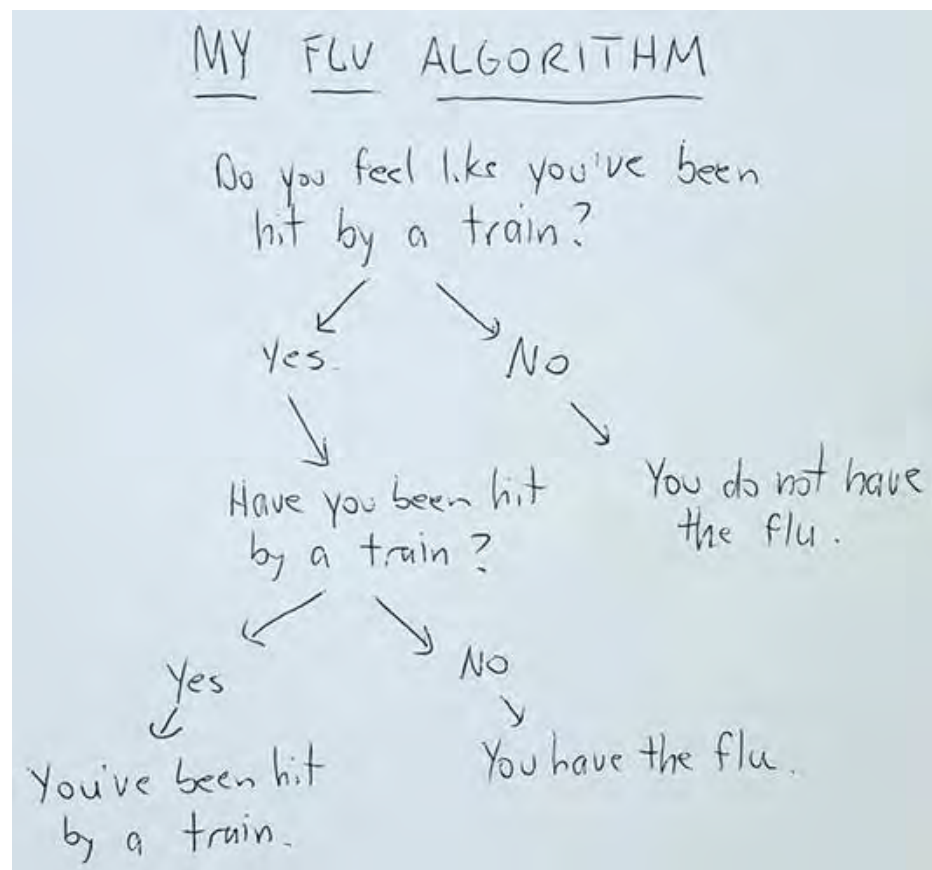 MY FLU ALGORITHM
Do you feel like you've been
hit by a train?
Yes.
No
Have you been hit
by a train?
You do not have
the flu.
Yes
No
You've been hit
by a train.
You have the flu.